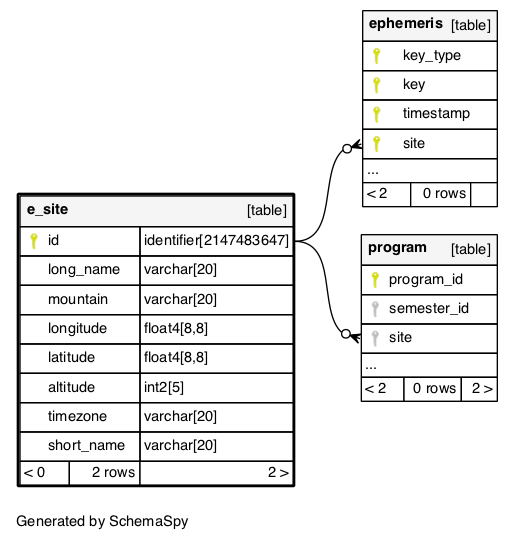 ephemeris [table]
key_type
key
timestamp
site
...
< 2 0 rows
e_site [table]
id identifier[2147483647]
long_name varchar[20]
mountain varchar[20]
longitude float4[8,8]
latitude float4[8,8]
altitude int2[5]
timezone varchar[20]
short_name varchar[20]
< 0 2 rows 2 >
program [table]
program_id
semester_id
site
...
< 2 0 rows 2 >
Generated by SchemaSpy